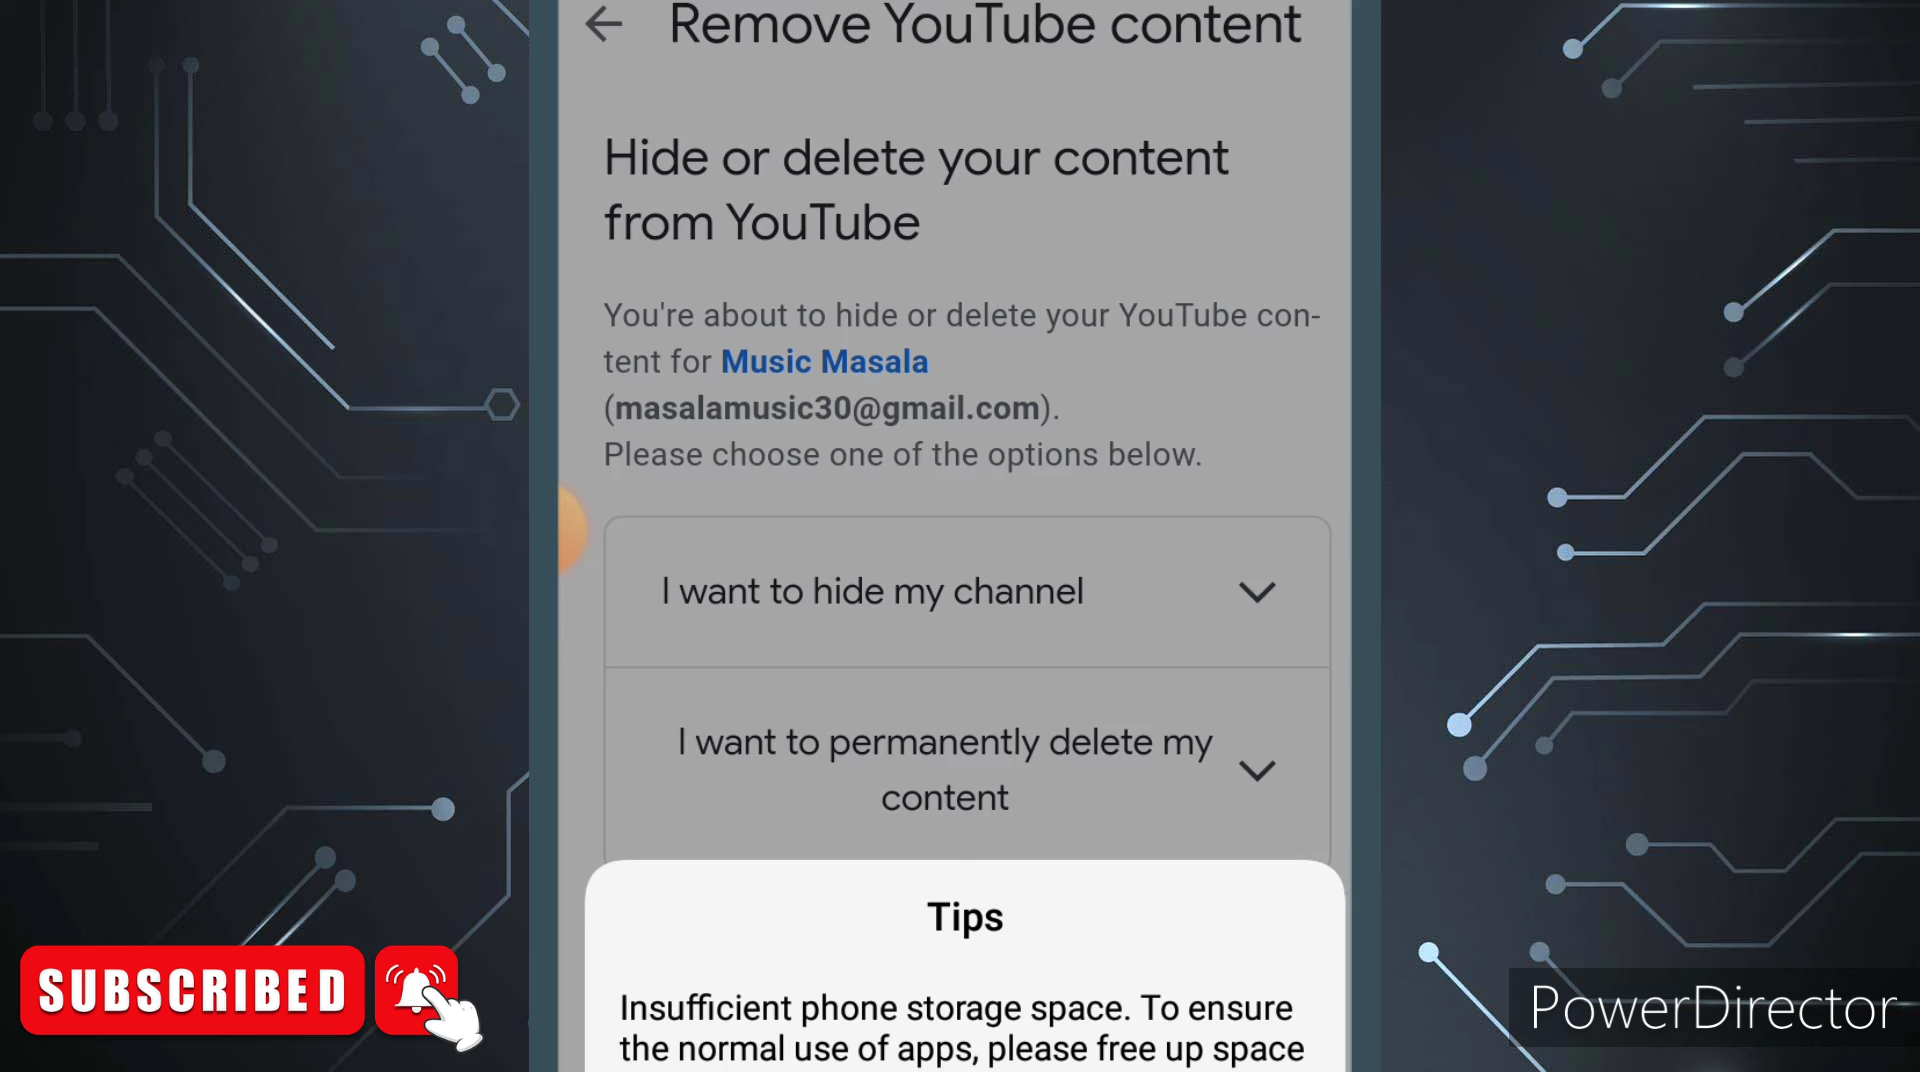 Remove YouTube content
Hide or delete your content
from YouTube
You're about to hide or delete your YouTube con-
tent for Music Masala
(masalamusic30@gmail.com).
Please choose one of the options below.
I want to hide my channel
I want to permanently delete my
content
Tips
Insufficient phone storage space. To ensure
the normal use of apps, please free up space
SUBSCRIBED
PowerDirector